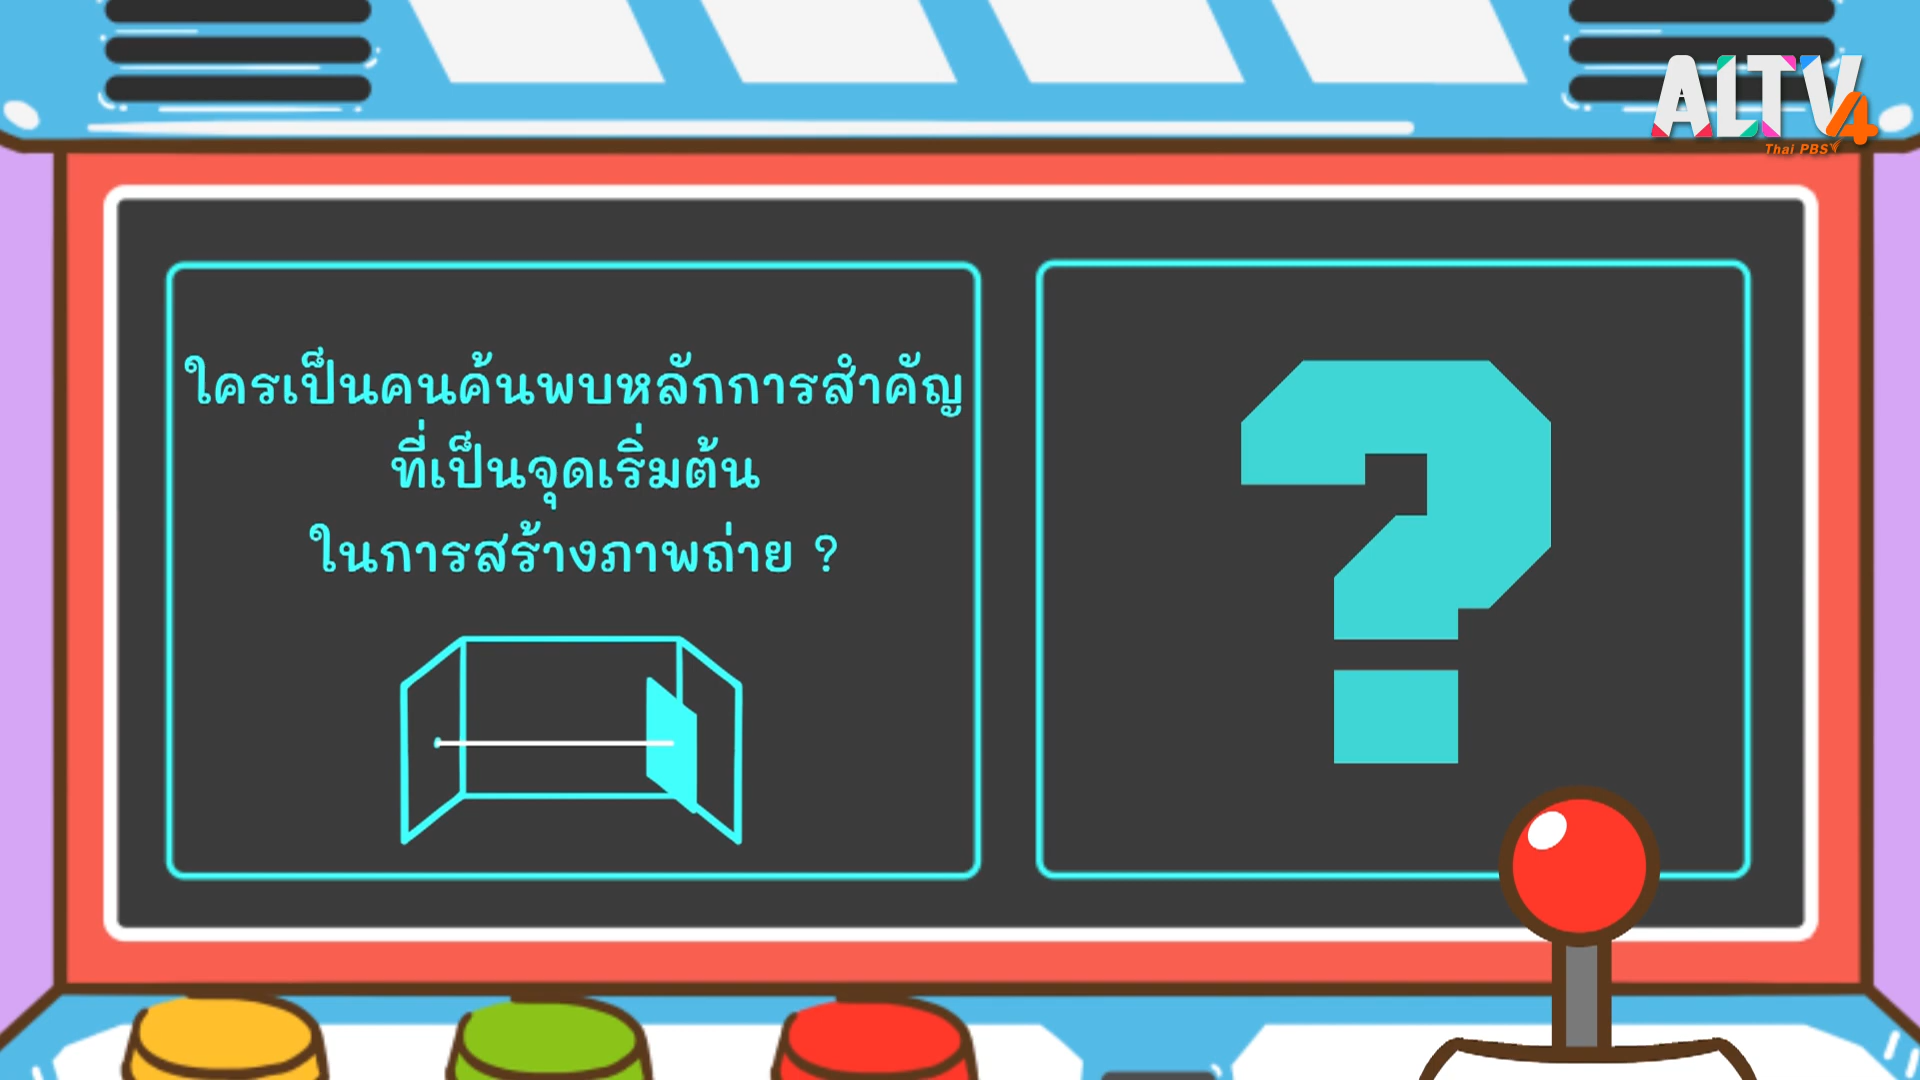 ALTV4
Thai PBS
ใครเป็นคนค้นพบหลักการสำคัญ
ที่เป็นจุดเริ่มต้น
ในการสร้างภาพถ่าย ?
?